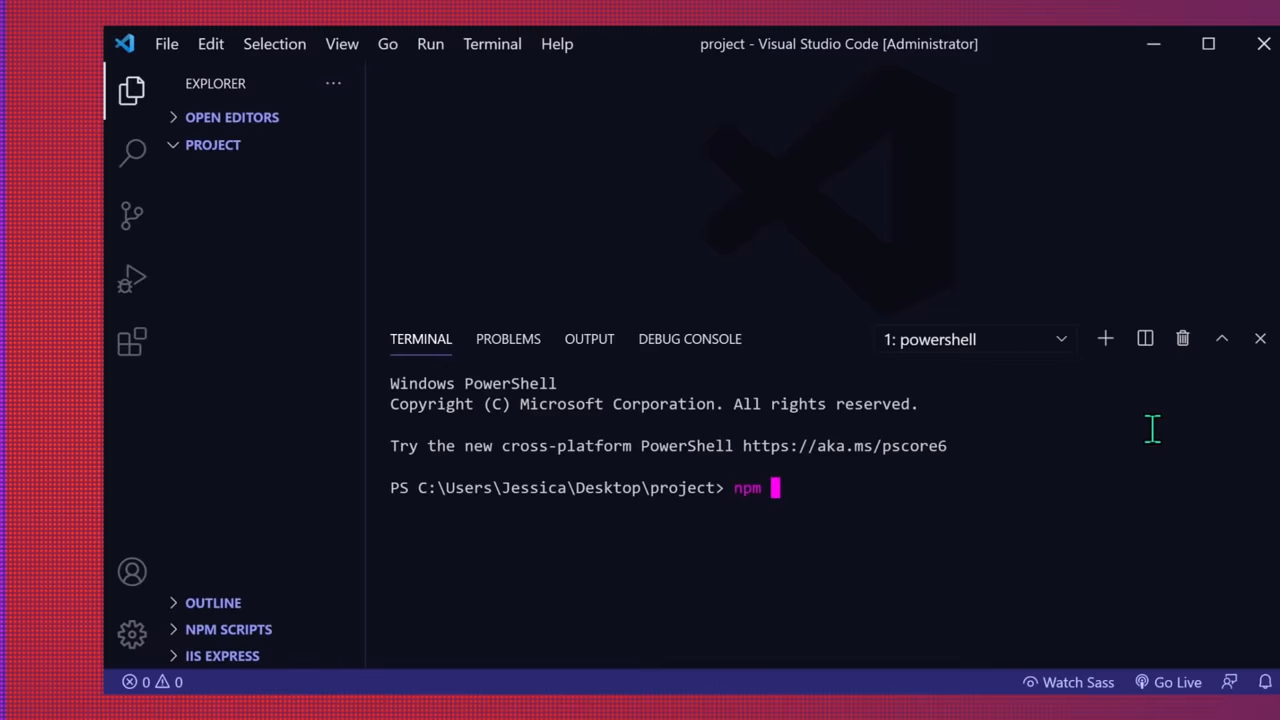 File Edit Selection View Go Run Terminal Help project - Visual Studio Code [Administrator]
EXPLORER
OPEN EDITORS
PROJECT
TERMINAL PROBLEMS OUTPUT DEBUG CONSOLE 1: powershell
Windows PowerShell
Copyright (C) Microsoft Corporation. All rights reserved.
Try the new cross-platform PowerShell https://aka.ms/pscore6
PS C:\Users\Jessica\Desktop\project> npm
OUTLINE
NPM SCRIPTS
IIS EXPRESS
0 0 Watch Sass Go Live